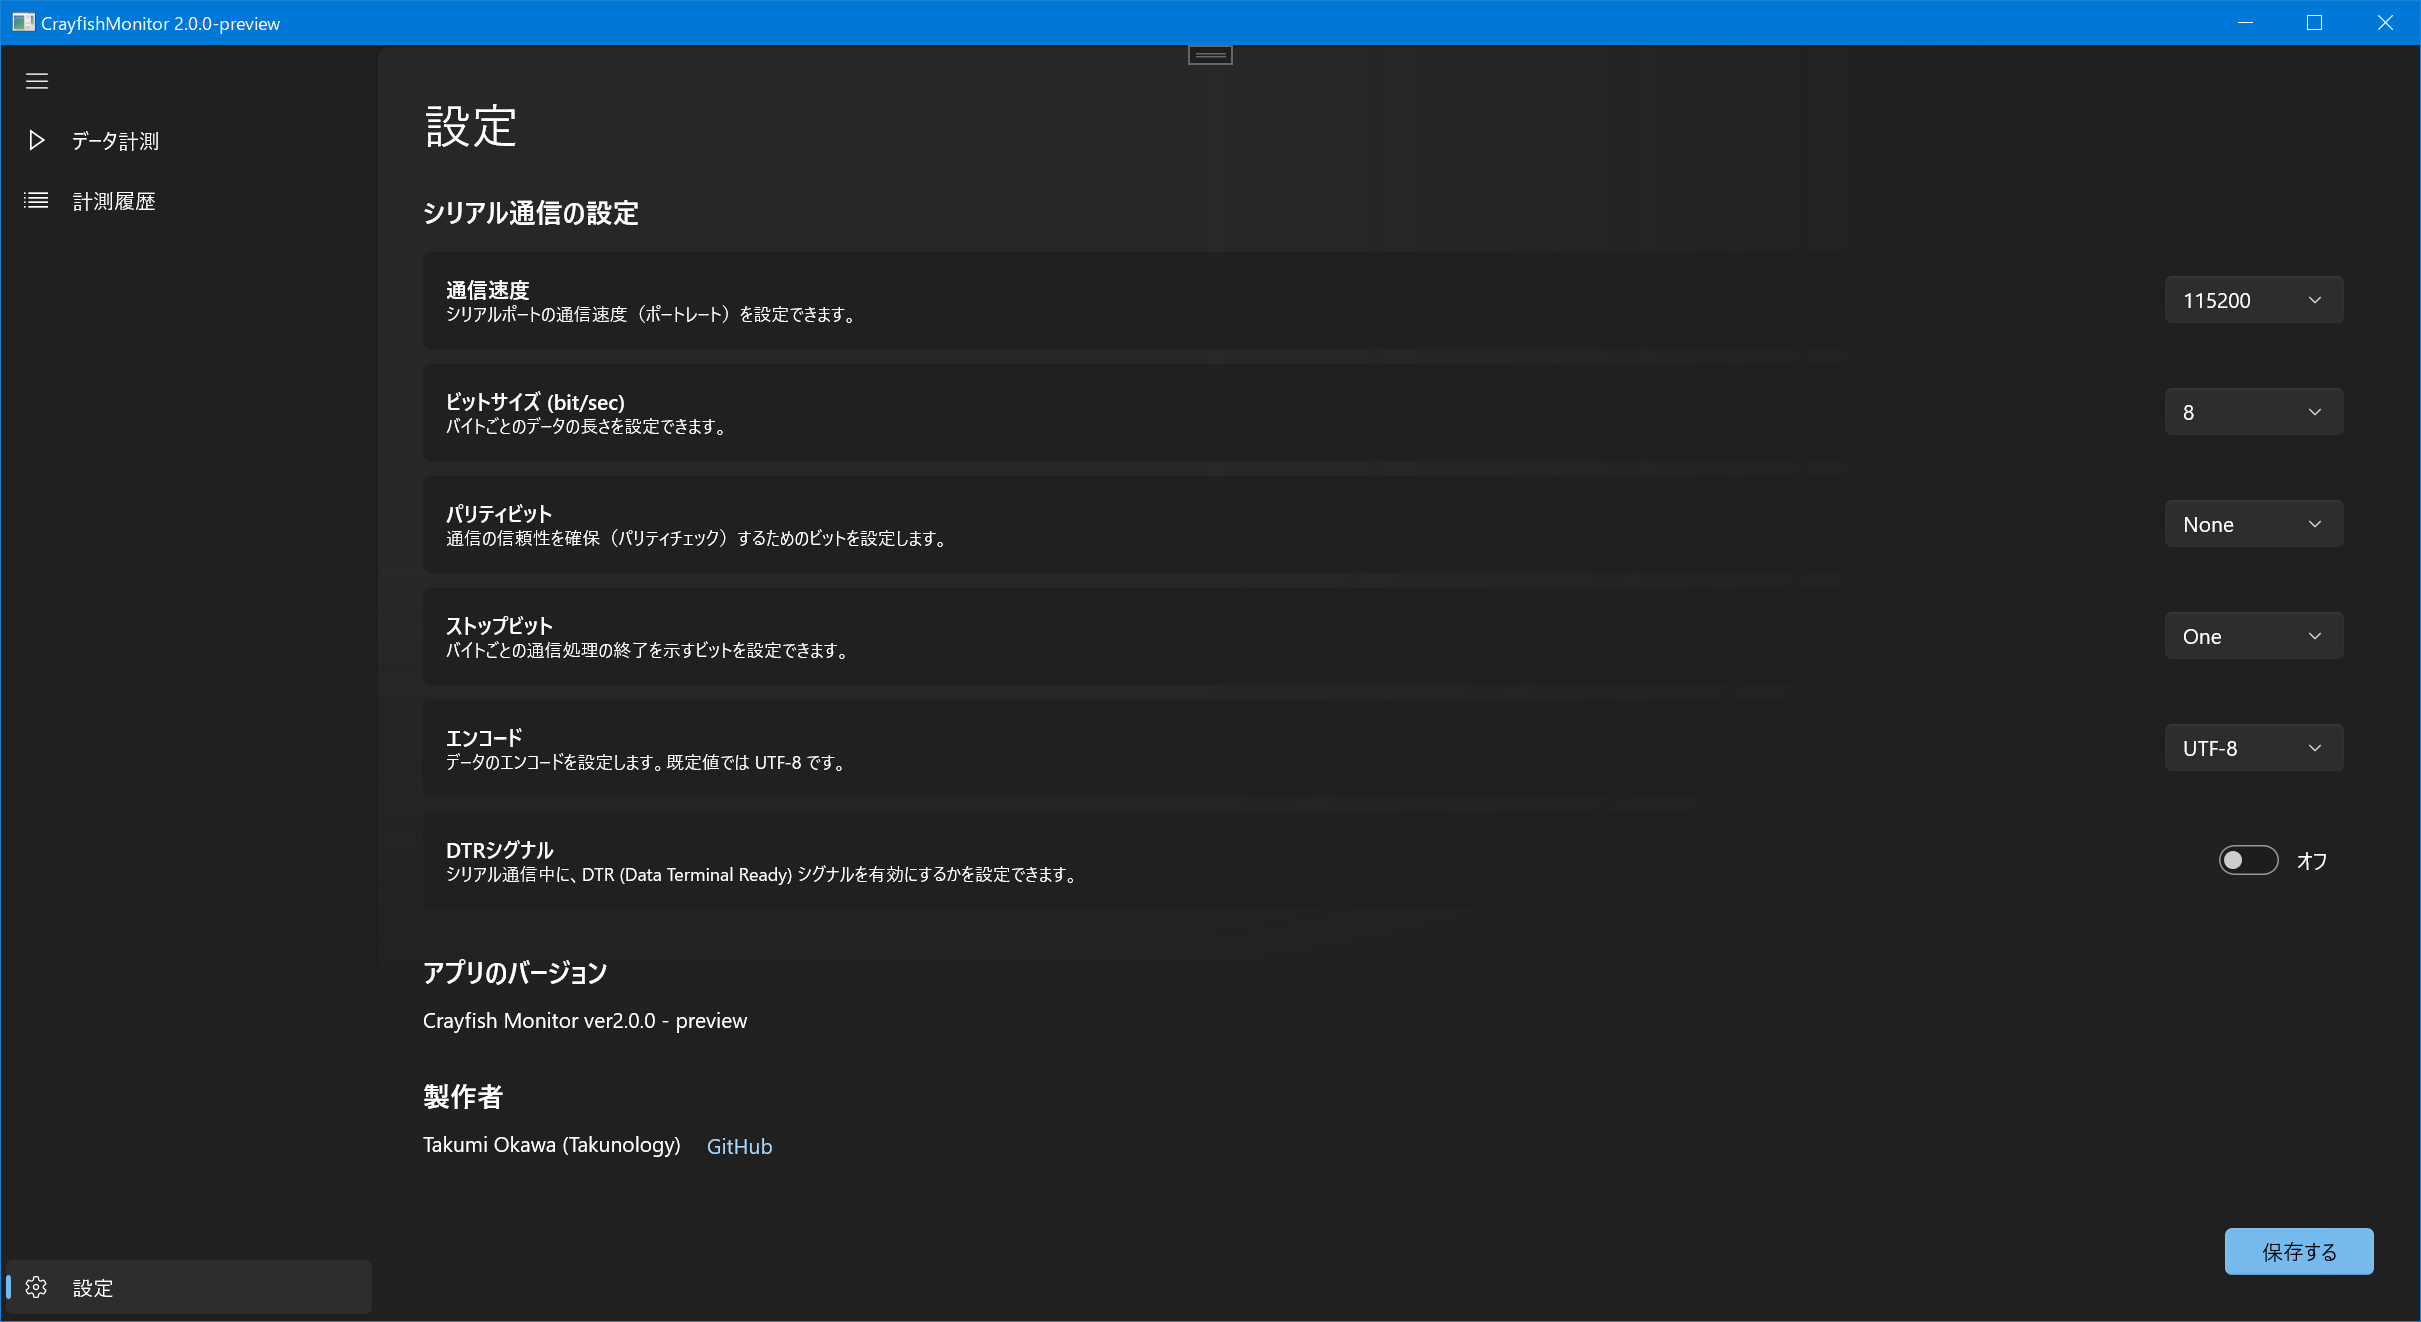 CrayfishMonitor 2.0.0-preview
データ計測
計測履歴
設定
シリアル通信の設定
通信速度
シリアルポートの通信速度（ポートレート）を設定できます。
115200
ビットサイズ (bit/sec)
バイトごとのデータの長さを設定できます。
8
パリティビット
通信の信頼性を確保（パリティチェック）するためのビットを設定します。
None
ストップビット
バイトごとの通信処理の終了を示すビットを設定できます。
One
エンコード
データのエンコードを設定します。既定値では UTF-8 です。
UTF-8
DTRシグナル
シリアル通信中に、DTR (Data Terminal Ready) シグナルを有効にするかを設定できます。
オフ
アプリのバージョン
Crayfish Monitor ver2.0.0 - preview
製作者
Takumi Okawa (Takunology) GitHub
保存する
設定